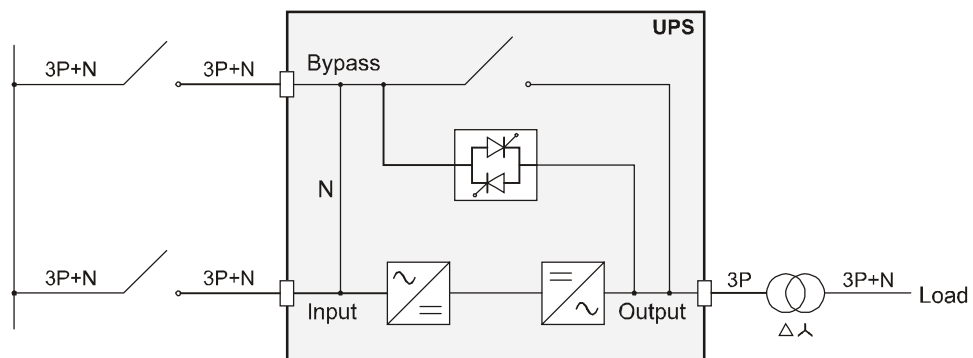 UPS
3P+N
3P+N
Bypass
N
3P+N
3P+N
Input
Output
3P
3P+N
Load